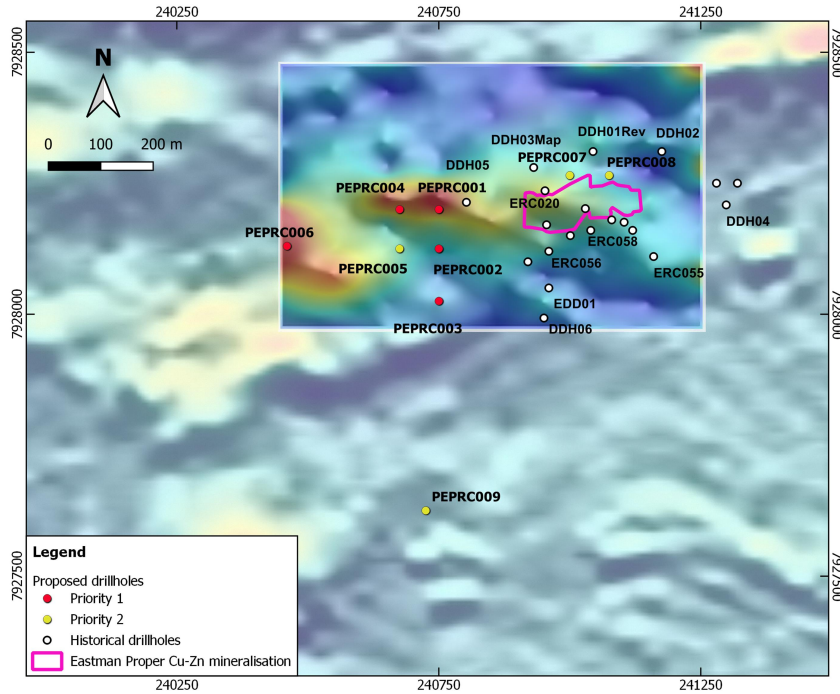 240250 240750 241250
7928500 7928500
N
0 100 200 m
DDH01Rev DDH02
DDH03Map
PEPRC007 PEPRC008
DDH05
PEPRC004 PEPRC001
ERC020
DDH04
PEPRC006
ERC058
PEPRC005 PEPRC002 ERC056 ERC055
EDD01
7928000 7928000
PEPRC003 DDH06
PEPRC009
7927500 7927500
Legend
Proposed drillholes
Priority 1
Priority 2
Historical drillholes
Eastman Proper Cu-Zn mineralisation
240250 240750 241250